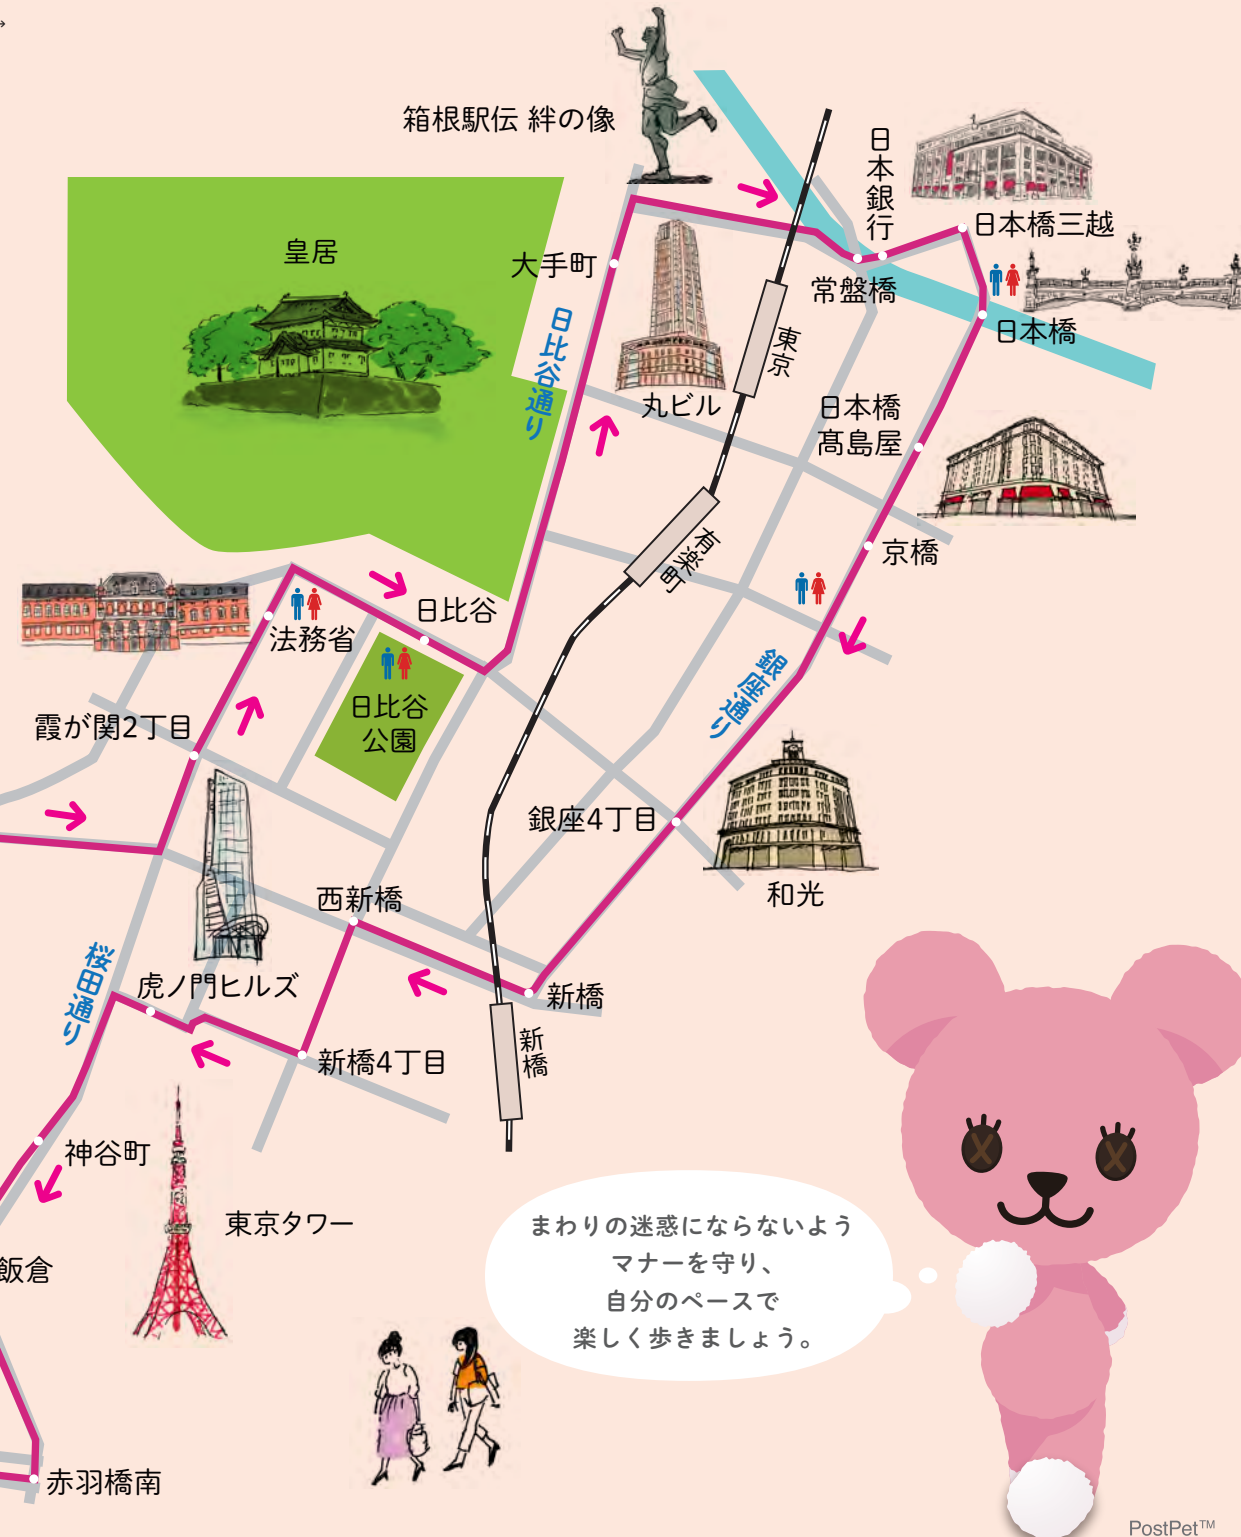 →
箱根駅伝 絆の像
日本銀行
日本橋三越
皇居
大手町
常盤橋
日本橋
日比谷通り
東京
丸ビル
日本橋
髙島屋
有楽町
京橋
法務省
日比谷
日比谷
公園
霞が関2丁目
銀座通り
銀座4丁目
和光
西新橋
桜田通り
虎ノ門ヒルズ
新橋
新橋
新橋4丁目
神谷町
東京タワー
飯倉
まわりの迷惑にならないよう
マナーを守り、
自分のペースで
楽しく歩きましょう。
赤羽橋南
PostPet™